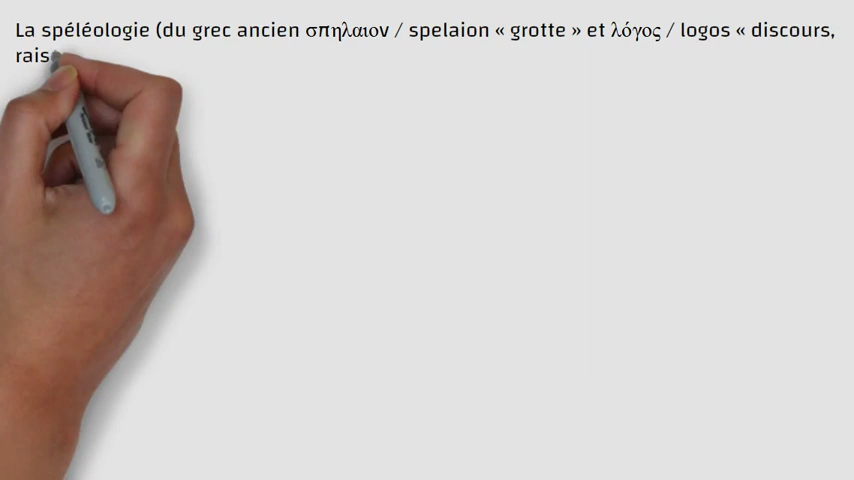 La spéléologie (du grec ancien σπηλαιον / spelaion « grotte » et λόγος / logos « discours,
rais